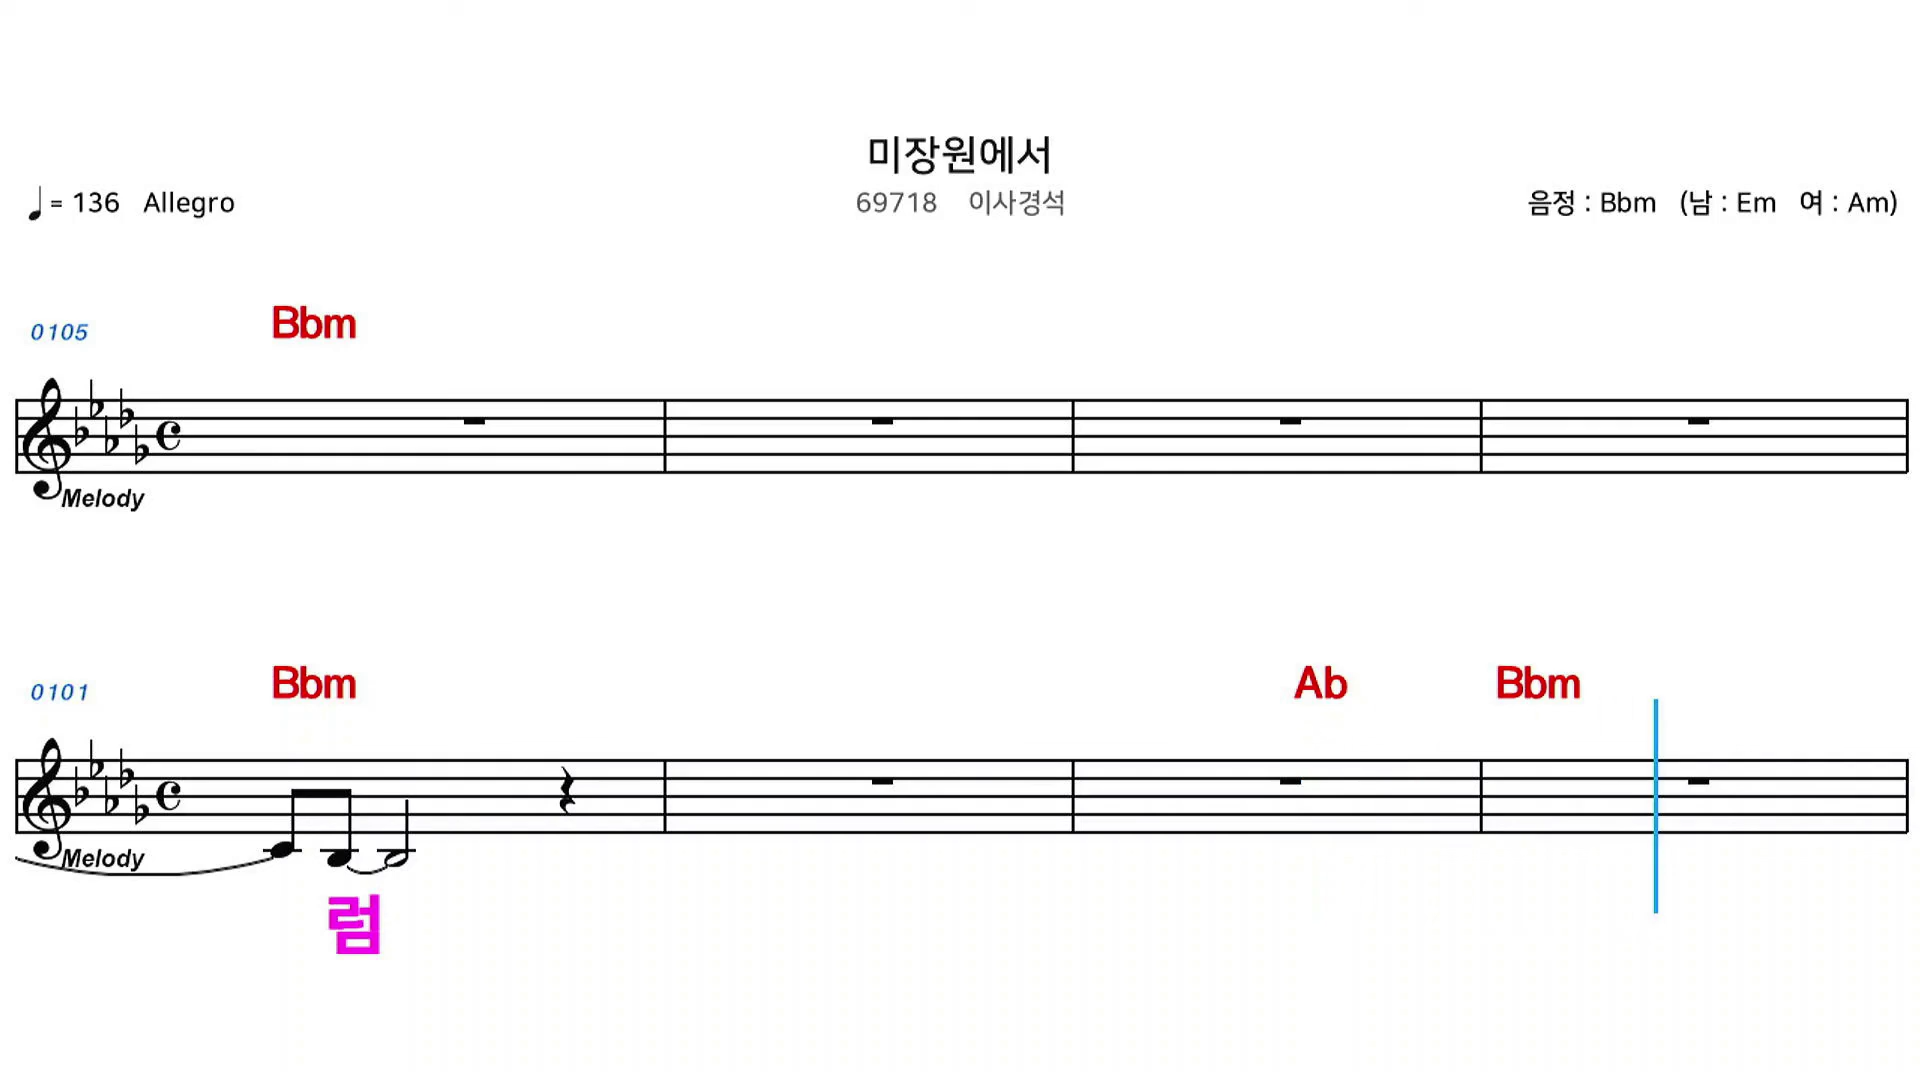 미장원에서
= 136 Allegro
69718 이사경석
음정 : Bbm (남 : Em 여 : Am)
0105 Bbm
Melody
0101 Bbm Ab Bbm
Melody
럼